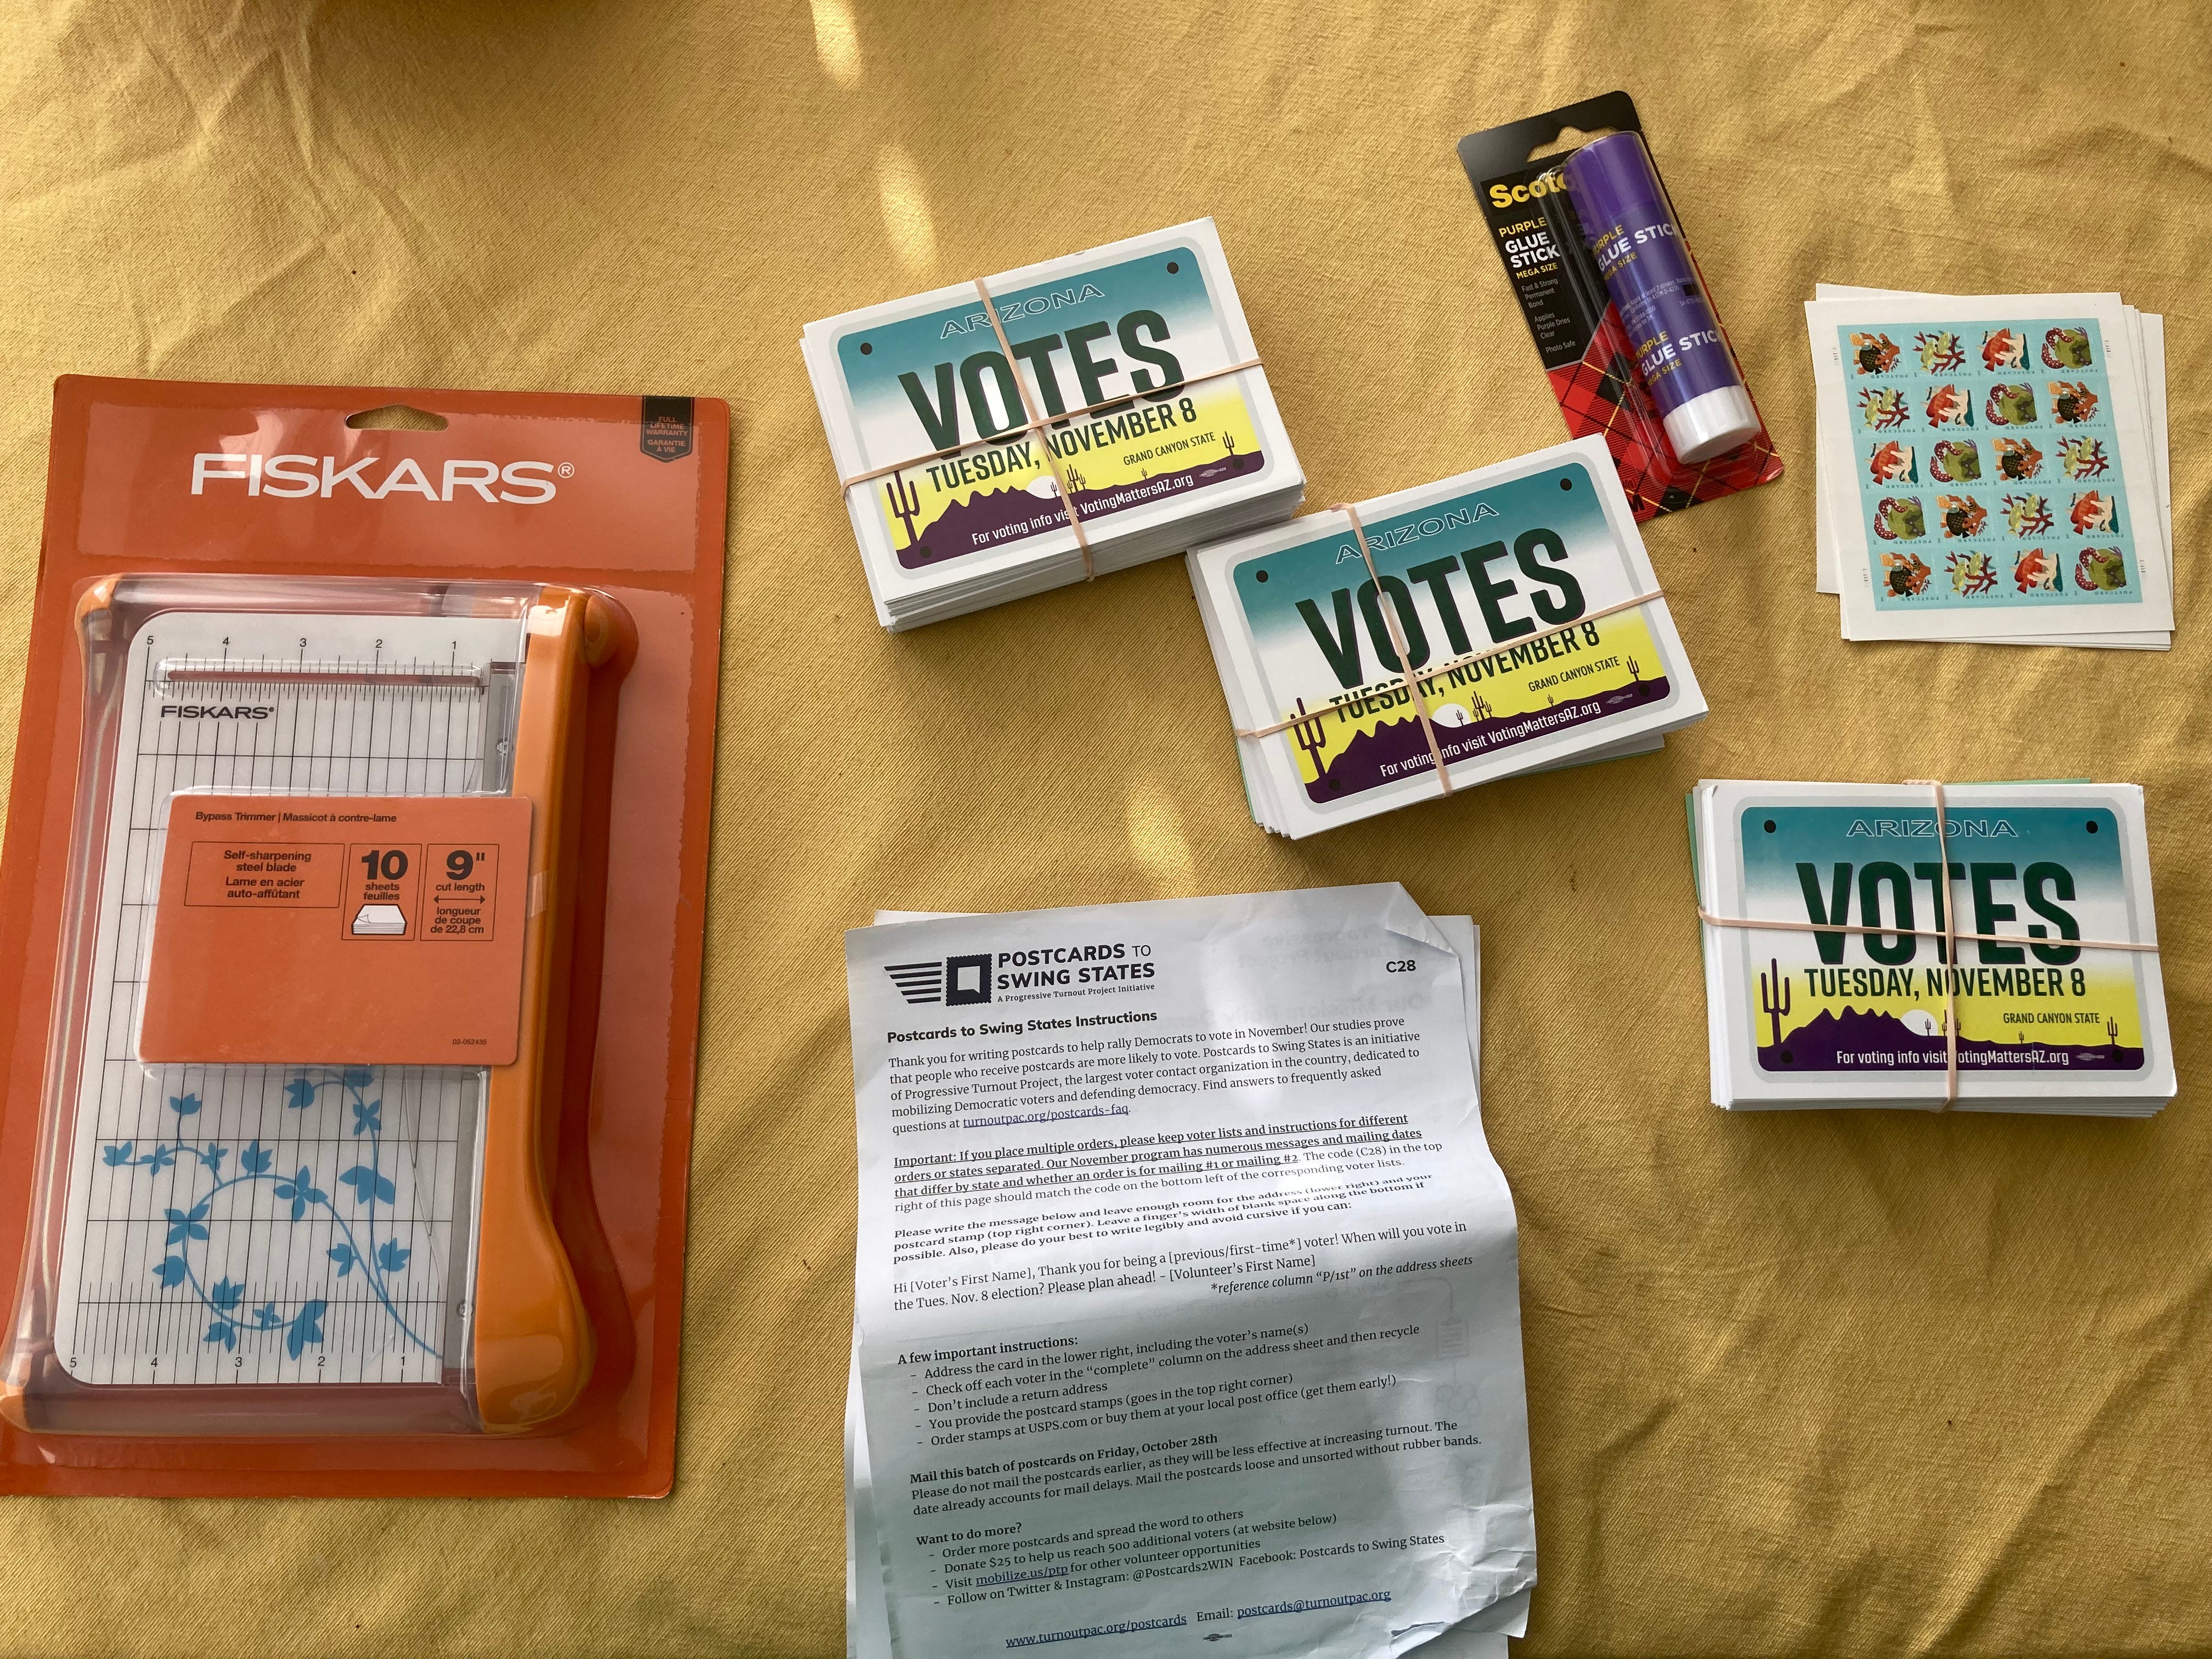 FISKARS®
FULL
LIFETIME
WARRANTY
GARANTIE
À VIE
5 4 3 2 1
FISKARS®
Bypass Trimmer | Massicot à contre-lame
Self-sharpening
steel blade
Lame en acier
auto-affûtant
10
sheets
feuilles
9"
cut length
longueur
de coupe
de 22,8 cm
5 4 3 2 1
ARIZONA
VOTES
TUESDAY, NOVEMBER 8
GRAND CANYON STATE
For voting info visit VotingMattersAZ.org
Scotch
PURPLE
GLUE
STICK
MEGA SIZE
Fast & Strong
Permanent
Bond
Applies
Purple Dries
Clear
Photo Safe
PURPLE
GLUE STICK
MEGA SIZE
PURPLE
GLUE STICK
MEGA SIZE
ARIZONA
VOTES
TUESDAY, NOVEMBER 8
GRAND CANYON STATE
For voting info visit VotingMattersAZ.org
ARIZONA
VOTES
TUESDAY, NOVEMBER 8
GRAND CANYON STATE
For voting info visit VotingMattersAZ.org
POSTCARDS TO
SWING STATES
A Progressive Turnout Project Initiative
C28
Postcards to Swing States Instructions
Thank you for writing postcards to help rally Democrats to vote in November! Our studies prove
that people who receive postcards are more likely to vote. Postcards to Swing States is an initiative
of Progressive Turnout Project, the largest voter contact organization in the country, dedicated to
mobilizing Democratic voters and defending democracy. Find answers to frequently asked
questions at turnoutpac.org/postcards-faq.
Important: If you place multiple orders, please keep voter lists and instructions for different
orders or states separated. Our November program has numerous messages and mailing dates
that differ by state and whether an order is for mailing #1 or mailing #2. The code (C28) in the top
right of this page should match the code on the bottom left of the corresponding voter lists.
Please write the message below and leave enough room for the address (lower right) and your
postcard stamp (top right corner). Leave a finger's width of blank space along the bottom if
possible. Also, please do your best to write legibly and avoid cursive if you can:
Hi [Voter's First Name], Thank you for being a [previous/first-time*] voter! When will you vote in
the Tues. Nov. 8 election? Please plan ahead! - [Volunteer's First Name]
*reference column "P/1st" on the address sheets
A few important instructions:
- Address the card in the lower right, including the voter's name(s)
- Check off each voter in the "complete" column on the address sheet and then recycle
- Don't include a return address
- You provide the postcard stamps (goes in the top right corner)
- Order stamps at USPS.com or buy them at your local post office (get them early!)
Mail this batch of postcards on Friday, October 28th
Please do not mail the postcards earlier, as they will be less effective at increasing turnout. The
date already accounts for mail delays. Mail the postcards loose and unsorted without rubber bands.
Want to do more?
- Order more postcards and spread the word to others
- Donate $25 to help us reach 500 additional voters (at website below)
- Visit mobilize.us/ptp for other volunteer opportunities
- Follow on Twitter & Instagram: @Postcards2WIN Facebook: Postcards to Swing States
www.turnoutpac.org/postcards Email: postcards@turnoutpac.org